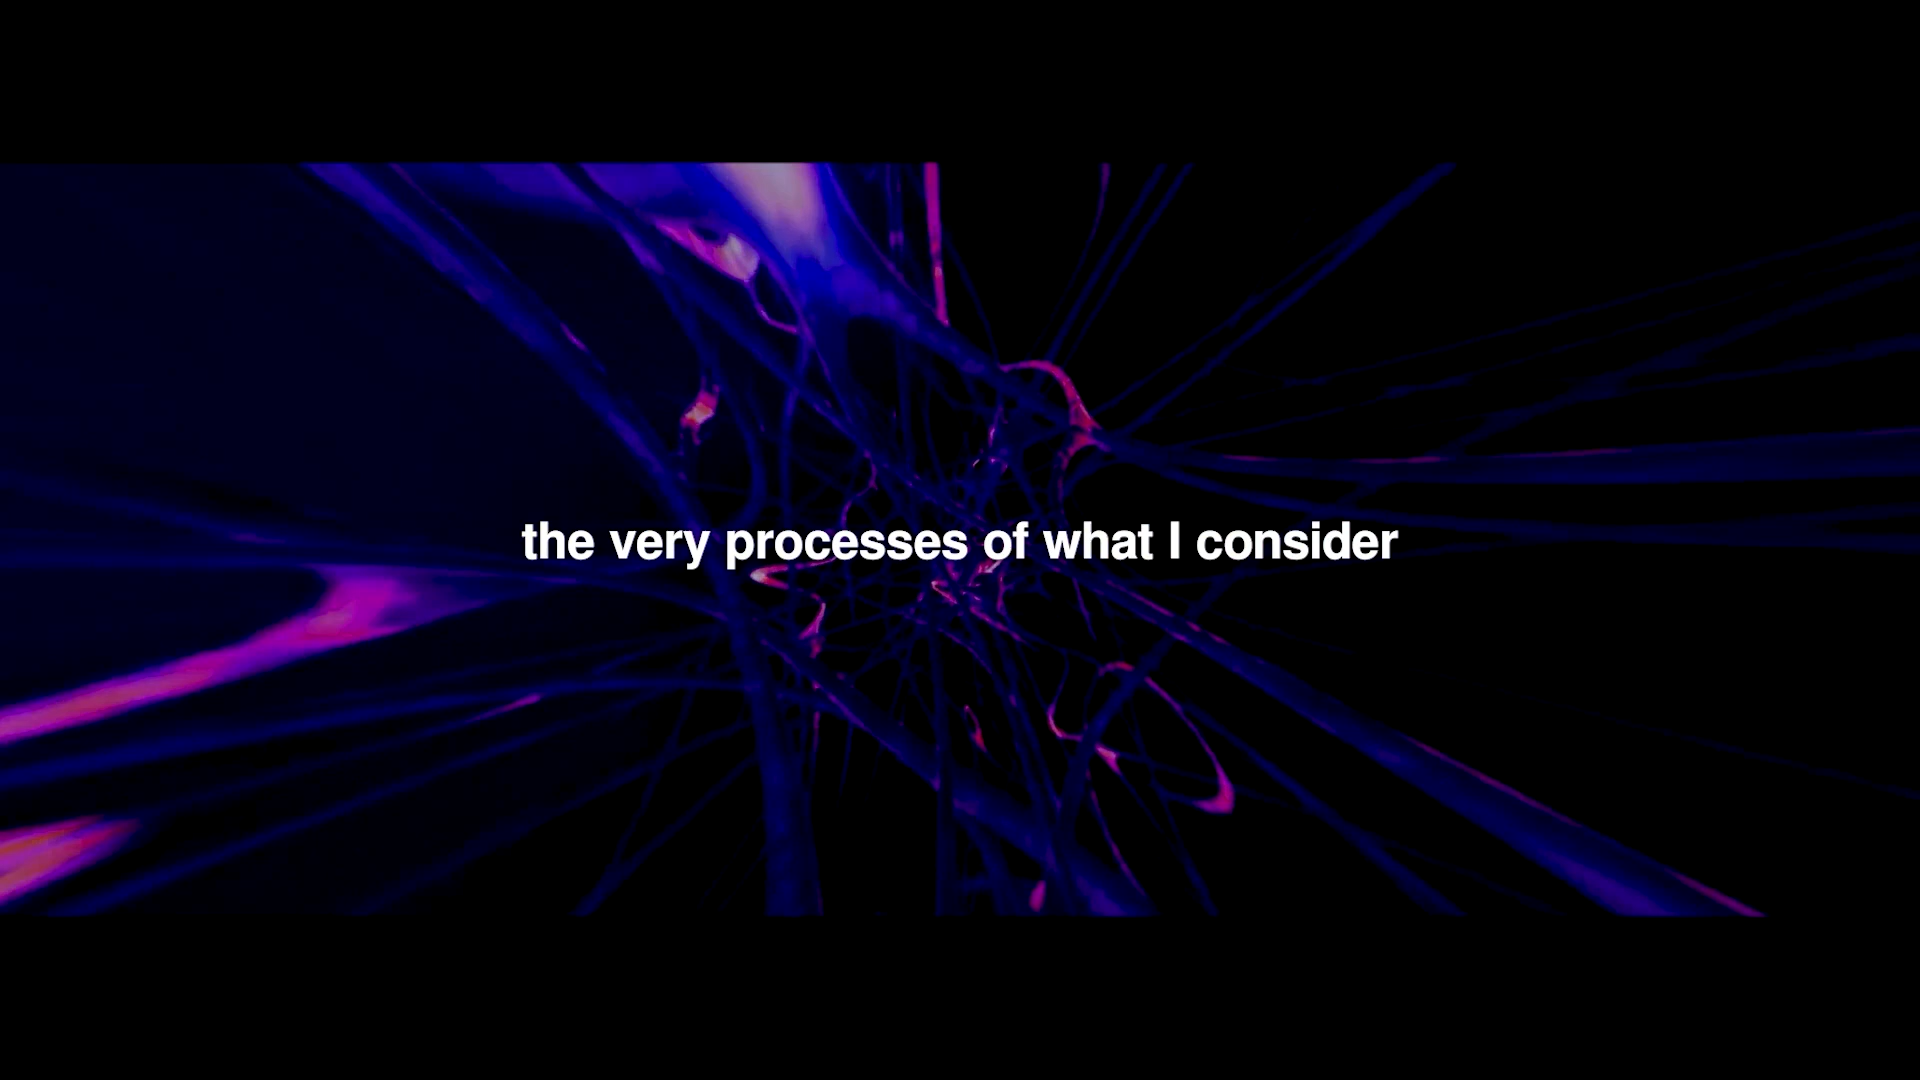 the very processes of what I consider